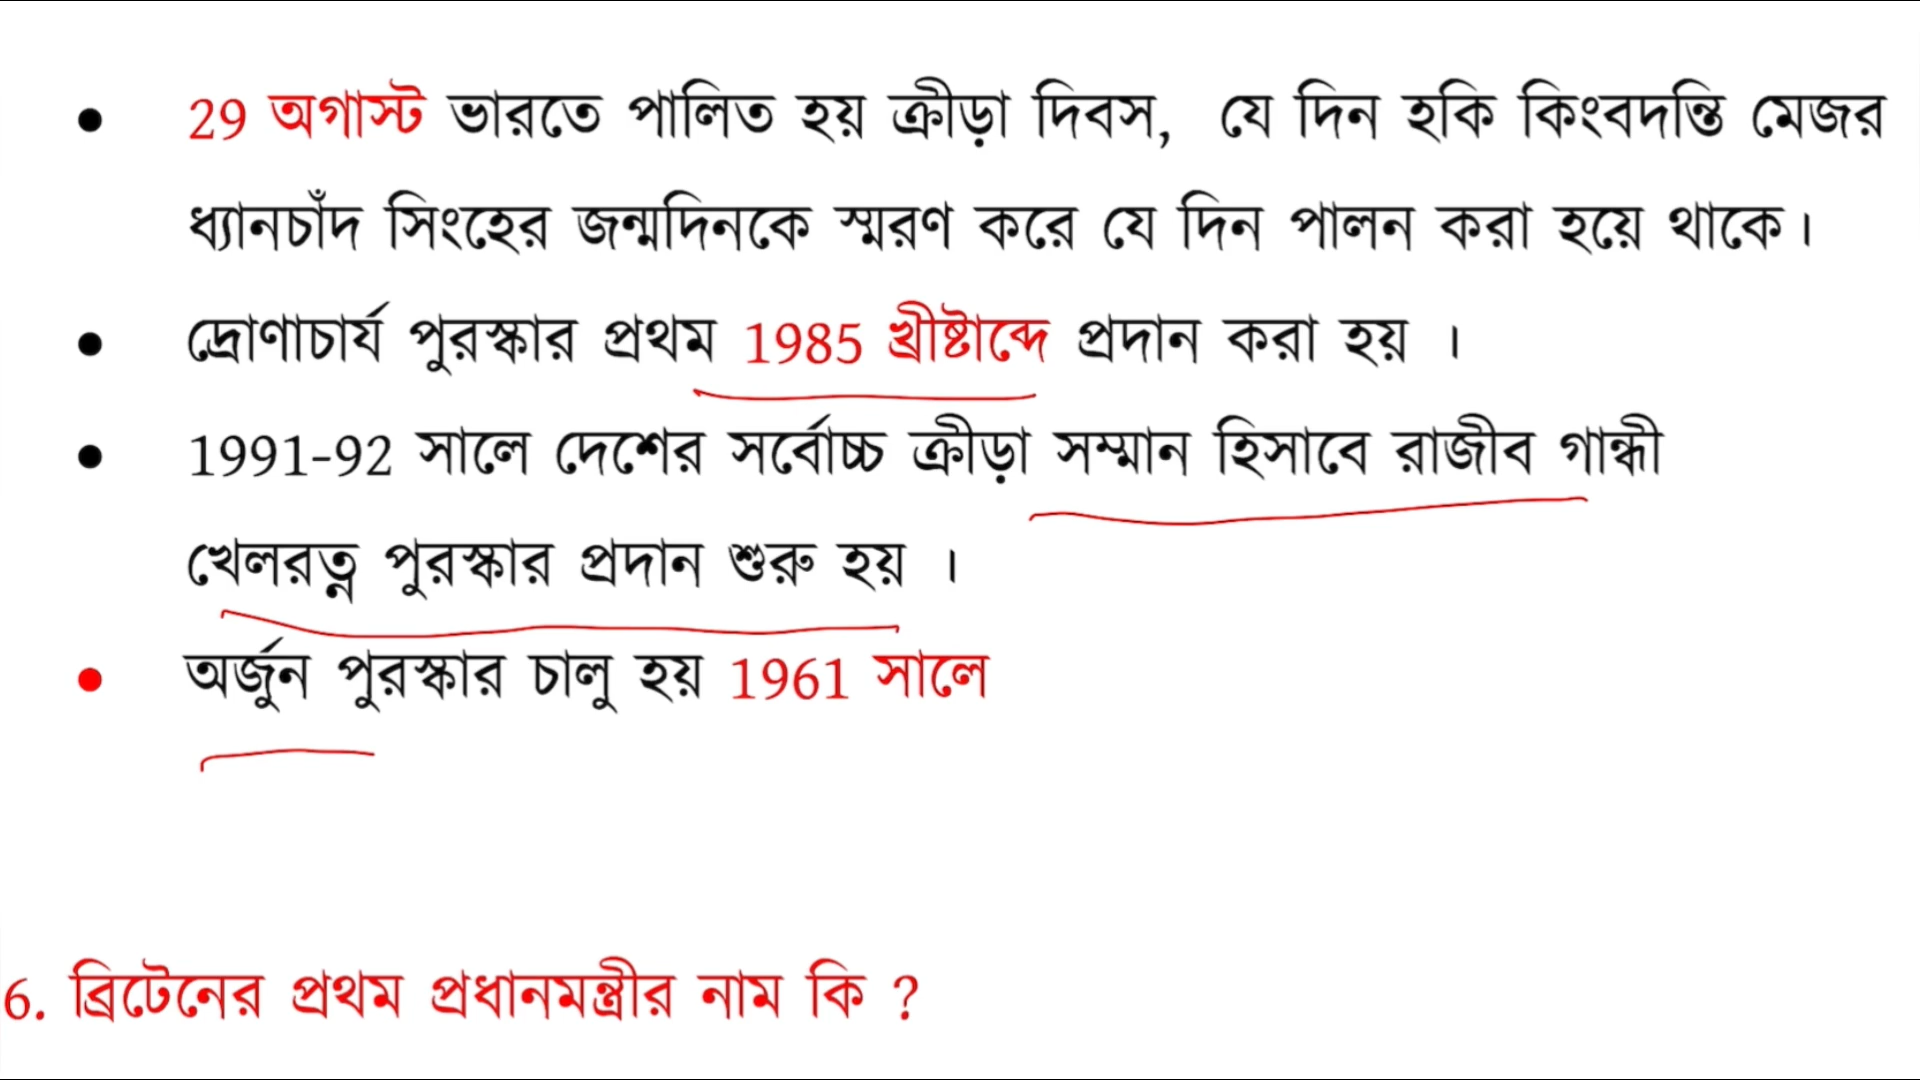 • 29 অগাস্ট ভারতে পালিত হয় ক্রীড়া দিবস, যে দিন হকি কিংবদন্তি মেজর
ধ্যানচাঁদ সিংহের জন্মদিনকে স্মরণ করে যে দিন পালন করা হয়ে থাকে।
• দ্রোণাচার্য পুরস্কার প্রথম 1985 খ্রীষ্টাব্দে প্রদান করা হয় ।
• 1991-92 সালে দেশের সর্বোচ্চ ক্রীড়া সম্মান হিসাবে রাজীব গান্ধী
খেলরত্ন পুরস্কার প্রদান শুরু হয় ।
• অর্জুন পুরস্কার চালু হয় 1961 সালে
6. ব্রিটেনের প্রথম প্রধানমন্ত্রীর নাম কি ?